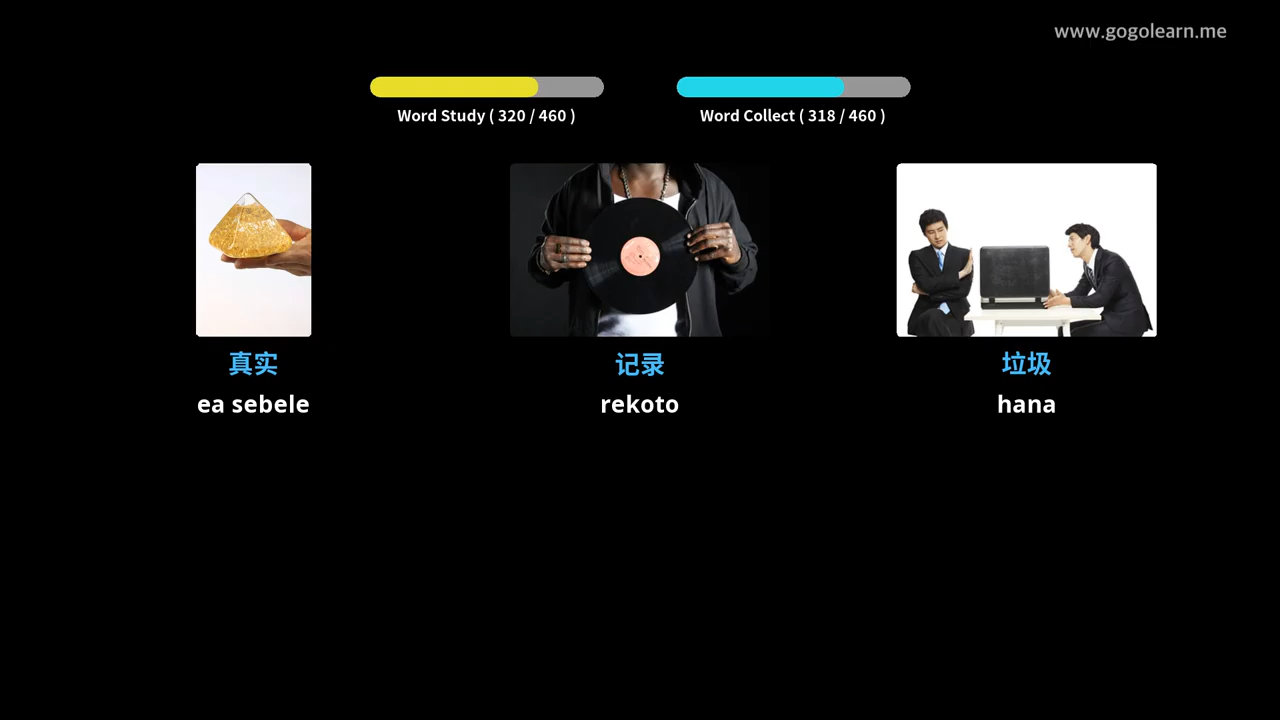 www.gogolearn.me
Word Study ( 320 / 460 )
Word Collect ( 318 / 460 )
真实
记录
垃圾
ea sebele
rekoto
hana